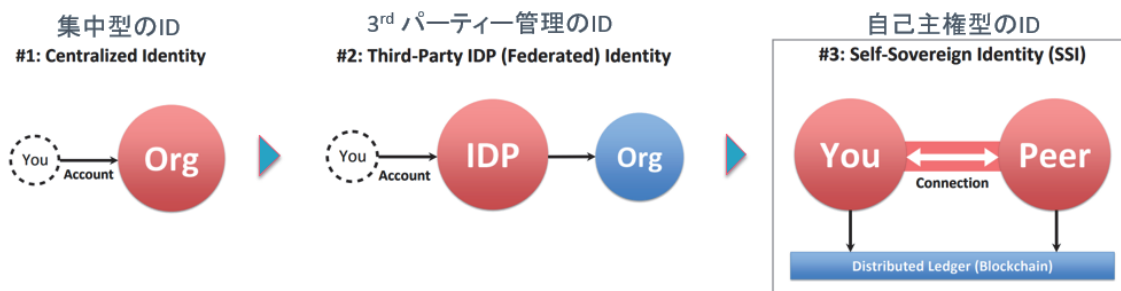 集中型のID
#1: Centralized Identity
You
Account
Org
3rd パーティー管理のID
#2: Third-Party IDP (Federated) Identity
You
Account
IDP
Org
自己主権型のID
#3: Self-Sovereign Identity (SSI)
You
Peer
Connection
Distributed Ledger (Blockchain)